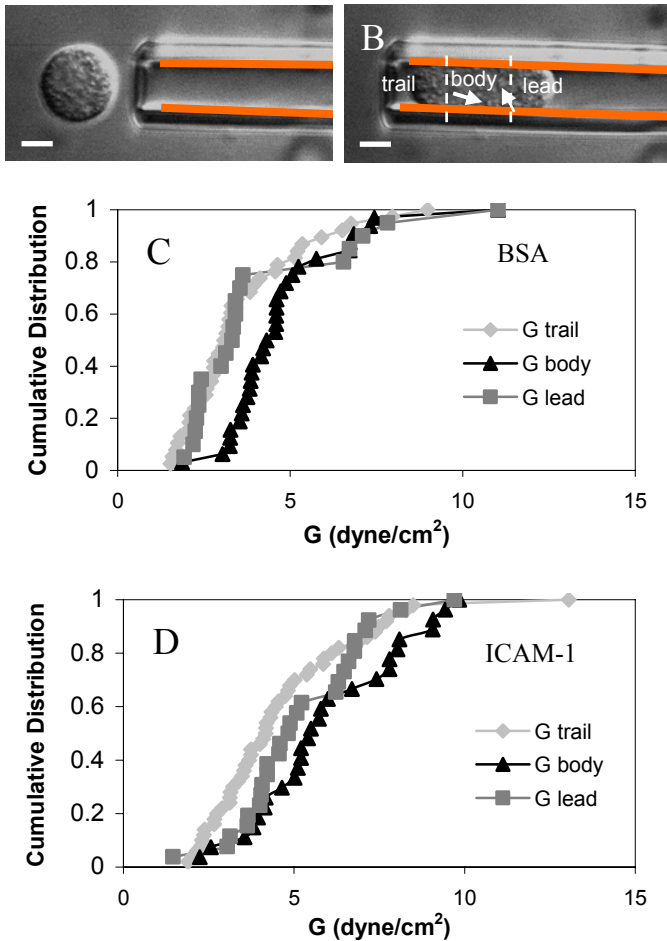 B
trail
body
lead
C
BSA
Cumulative Distribution
1
0.8
0.6
0.4
0.2
0
G trail
G body
G lead
0
5
10
15
G (dyne/cm²)
D
ICAM-1
Cumulative Distribution
1
0.8
0.6
0.4
0.2
0
G trail
G body
G lead
0
5
10
15
G (dyne/cm²)